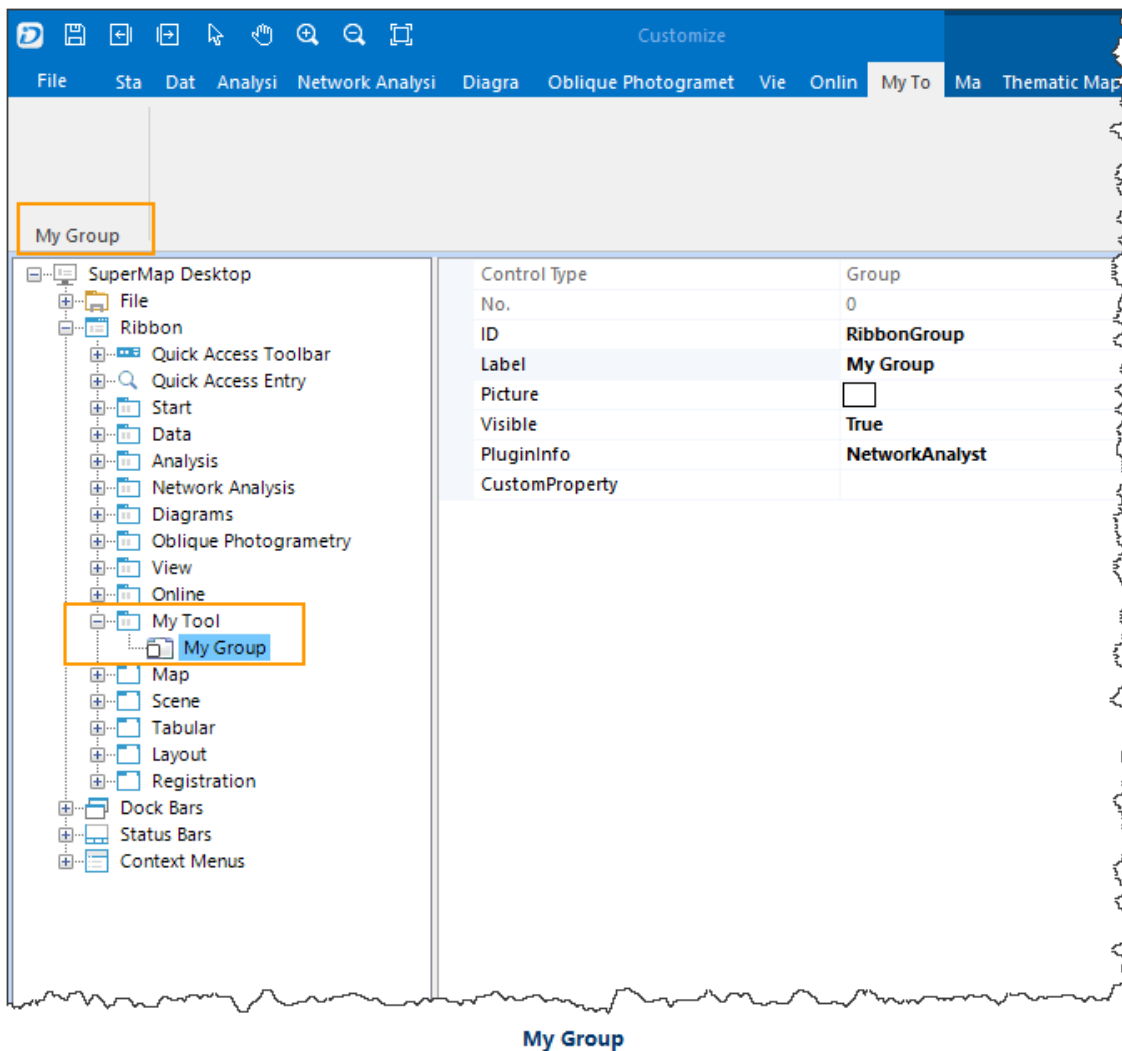 Customize
File Sta Dat Analysi Network Analysi Diagra Oblique Photogramet Vie Onlin My To Ma Thematic Map
My Group
SuperMap Desktop
File
Ribbon
Quick Access Toolbar
Quick Access Entry
Start
Data
Analysis
Network Analysis
Diagrams
Oblique Photogrametry
View
Online
My Tool
My Group
Map
Scene
Tabular
Layout
Registration
Dock Bars
Status Bars
Context Menus
Control Type Group
No. 0
ID RibbonGroup
Label My Group
Picture
Visible True
PluginInfo NetworkAnalyst
CustomProperty
My Group